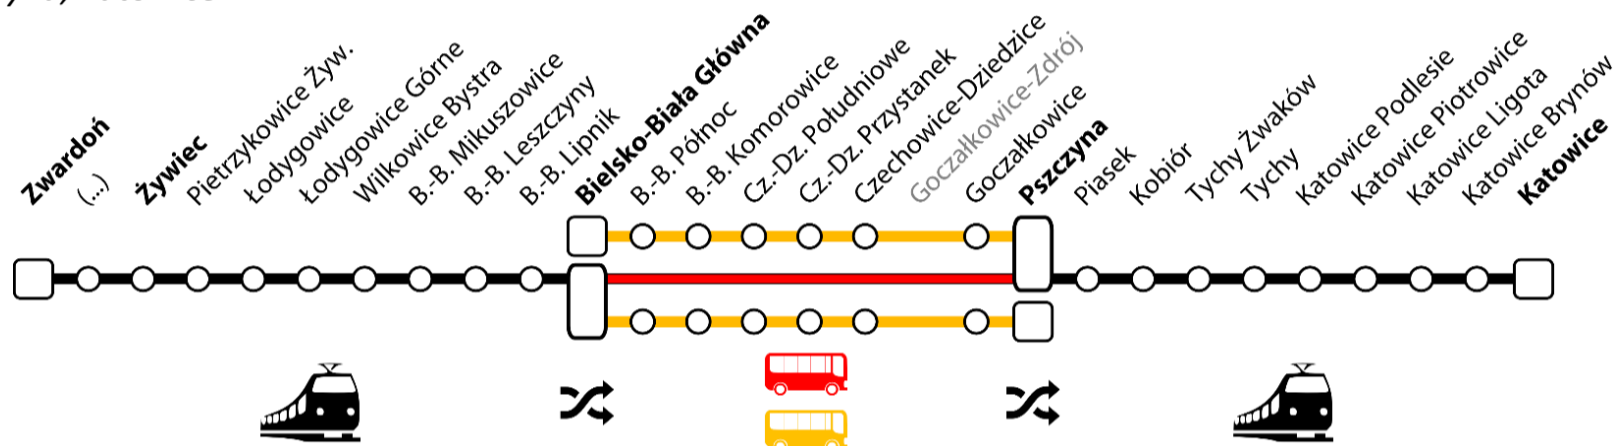 Zwardoń
(...)
Żywiec
Pietrzykowice Żyw.
Łodygowice
Łodygowice Górne
Wilkowice Bystra
B.-B. Mikuszowice
B.-B. Leszczyny
B.-B. Lipnik
Bielsko-Biała Główna
B.-B. Północ
B.-B. Komorowice
Cz.-Dz. Południowe
Cz.-Dz. Przystanek
Czechowice-Dziedzice
Goczałkowice-Zdrój
Goczałkowice
Pszczyna
Piasek
Kobiór
Tychy Żwaków
Tychy
Katowice Podlesie
Katowice Piotrowice
Katowice Ligota
Katowice Brynów
Katowice